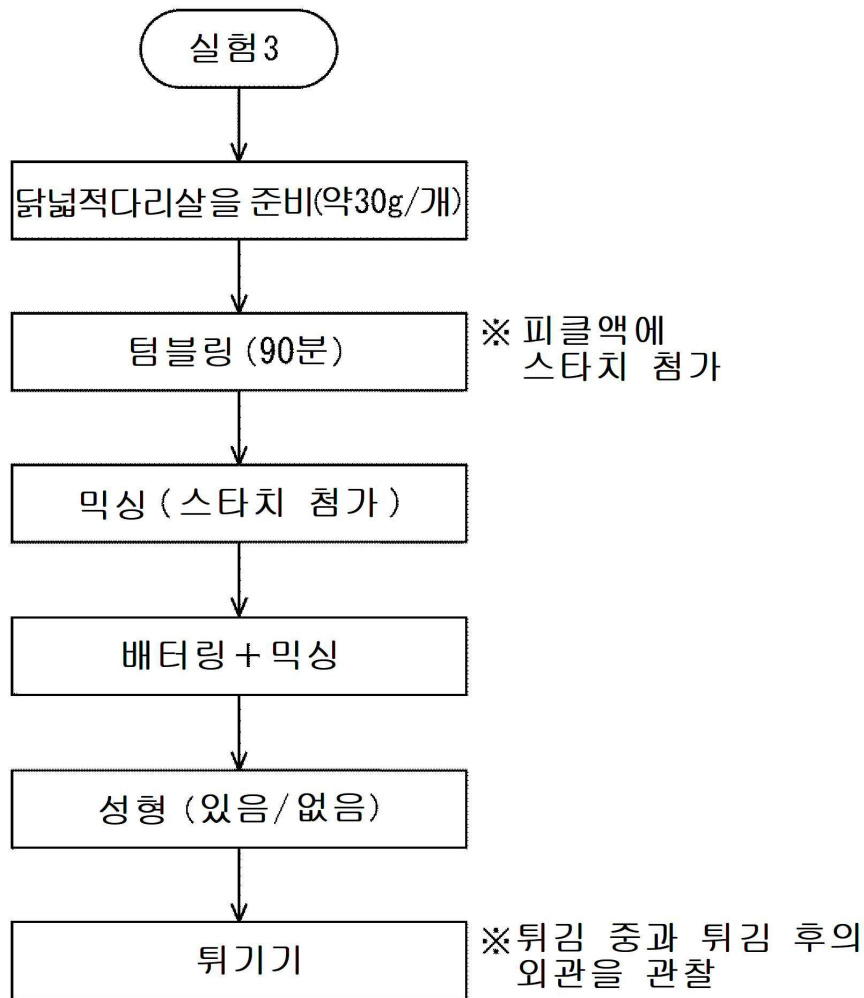 실험3
닭넓적다리살을 준비(약30g/개)
텀블링(90분)
※ 피클액에
스타치 첨가
믹싱(스타치 첨가)
배터링+믹싱
성형(있음/없음)
튀기기
※튀김 중과 튀김 후의
외관을 관찰